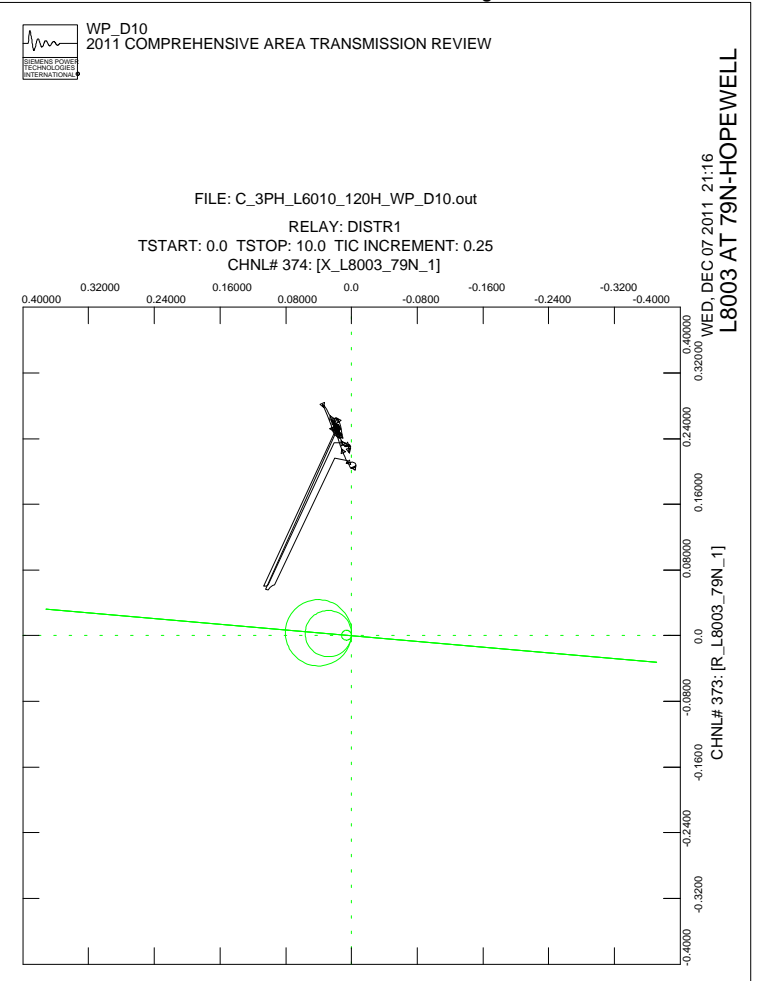 WP_D10
2011 COMPREHENSIVE AREA TRANSMISSION REVIEW
SIEMENS POWER
TECHNOLOGIES
INTERNATIONAL
FILE: C_3PH_L6010_120H_WP_D10.out
RELAY: DISTR1
TSTART: 0.0 TSTOP: 10.0 TIC INCREMENT: 0.25
CHNL# 374: [X_L8003_79N_1]
0.40000
0.32000
0.24000
0.16000
0.08000
0.0
-0.0800
-0.1600
-0.2400
-0.3200
-0.4000
WED, DEC 07 2011 21:16
L8003 AT 79N-HOPEWELL
0.40000
0.32000
0.24000
0.16000
0.08000
0.0
-0.0800
-0.1600
-0.2400
-0.3200
-0.4000
CHNL# 373: [R_L8003_79N_1]